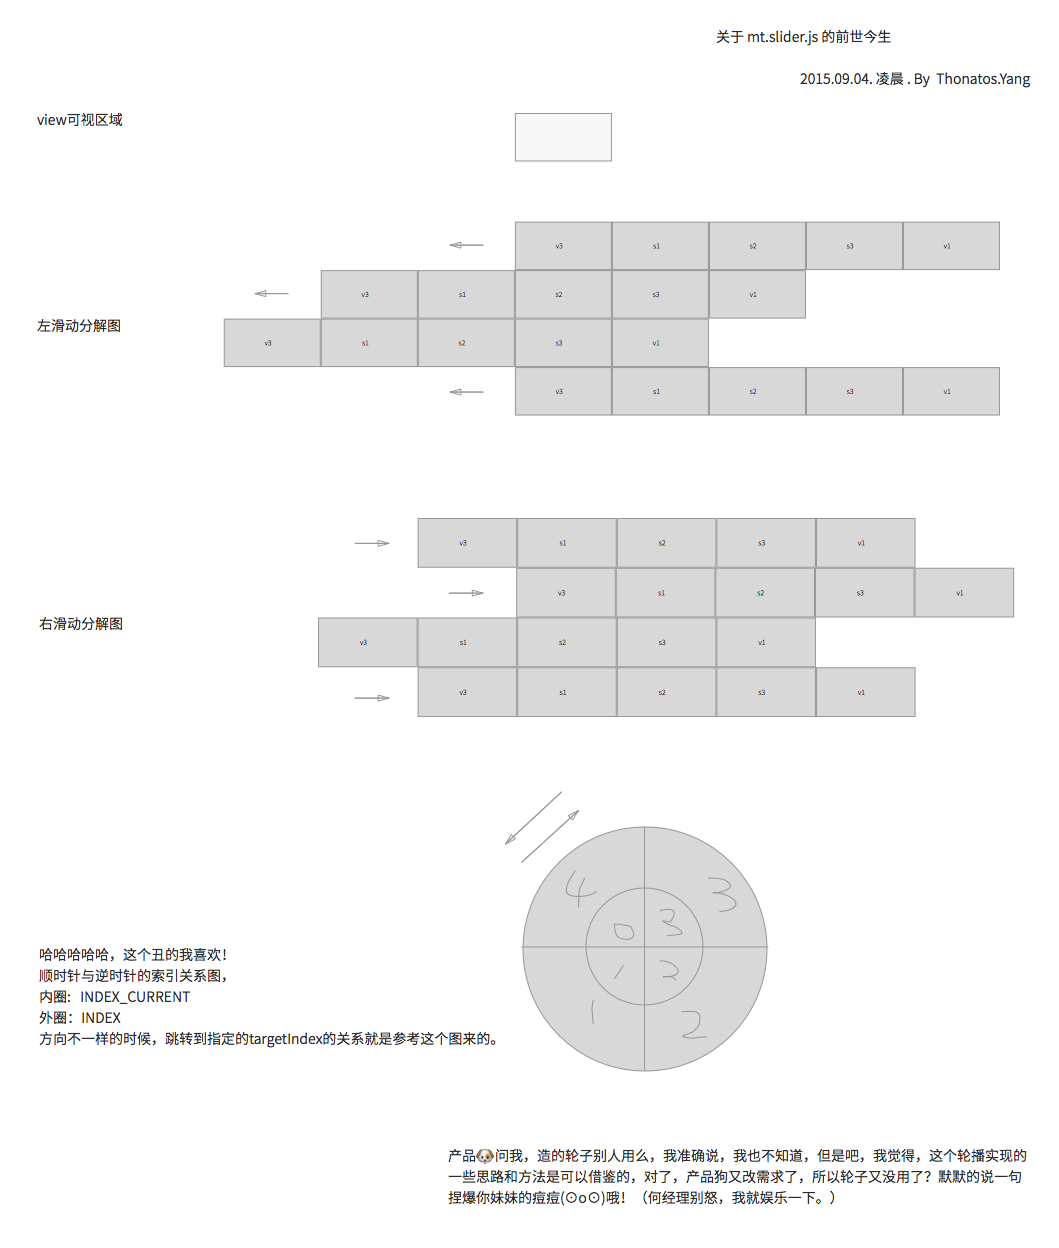 关于 mt.slider.js 的前世今生
2015.09.04. 凌晨 . By Thonatos.Yang
view可视区域
v3 s1 s2 s3 v1
v3 s1 s2 s3 v1
左滑动分解图
v3 s1 s2 s3 v1
v3 s1 s2 s3 v1
v3 s1 s2 s3 v1
v3 s1 s2 s3 v1
右滑动分解图
v3 s1 s2 s3 v1
v3 s1 s2 s3 v1
4 3
0 3
1 2
1 2
哈哈哈哈哈，这个丑的我喜欢！
顺时针与逆时针的索引关系图，
内圈：INDEX_CURRENT
外圈：INDEX
方向不一样的时候，跳转到指定的targetIndex的关系就是参考这个图来的。
产品🐶问我，造的轮子别人用么，我准确说，我也不知道，但是吧，我觉得，这个轮播实现的
一些思路和方法是可以借鉴的，对了，产品狗又改需求了，所以轮子又没用了？默默的说一句
捏爆你妹妹的痘痘(⊙o⊙)哦！（何经理别怒，我就娱乐一下。）